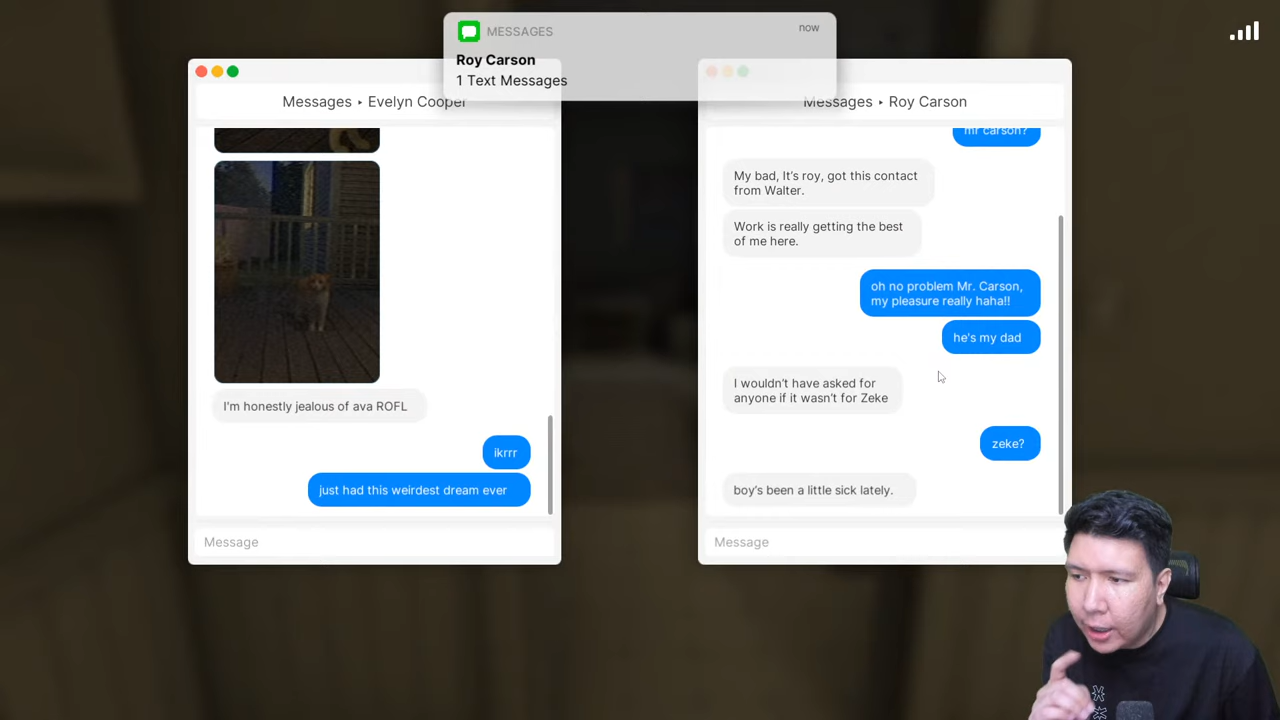 MESSAGES
now
Roy Carson
1 Text Messages
Messages ▸ Evelyn Cooper
I'm honestly jealous of ava ROFL
ikrrr
just had this weirdest dream ever
Message
Messages ▸ Roy Carson
mr carson?
My bad, It's roy, got this contact
from Walter.
Work is really getting the best
of me here.
oh no problem Mr. Carson,
my pleasure really haha!!
he's my dad
I wouldn't have asked for
anyone if it wasn't for Zeke
zeke?
boy's been a little sick lately.
Message